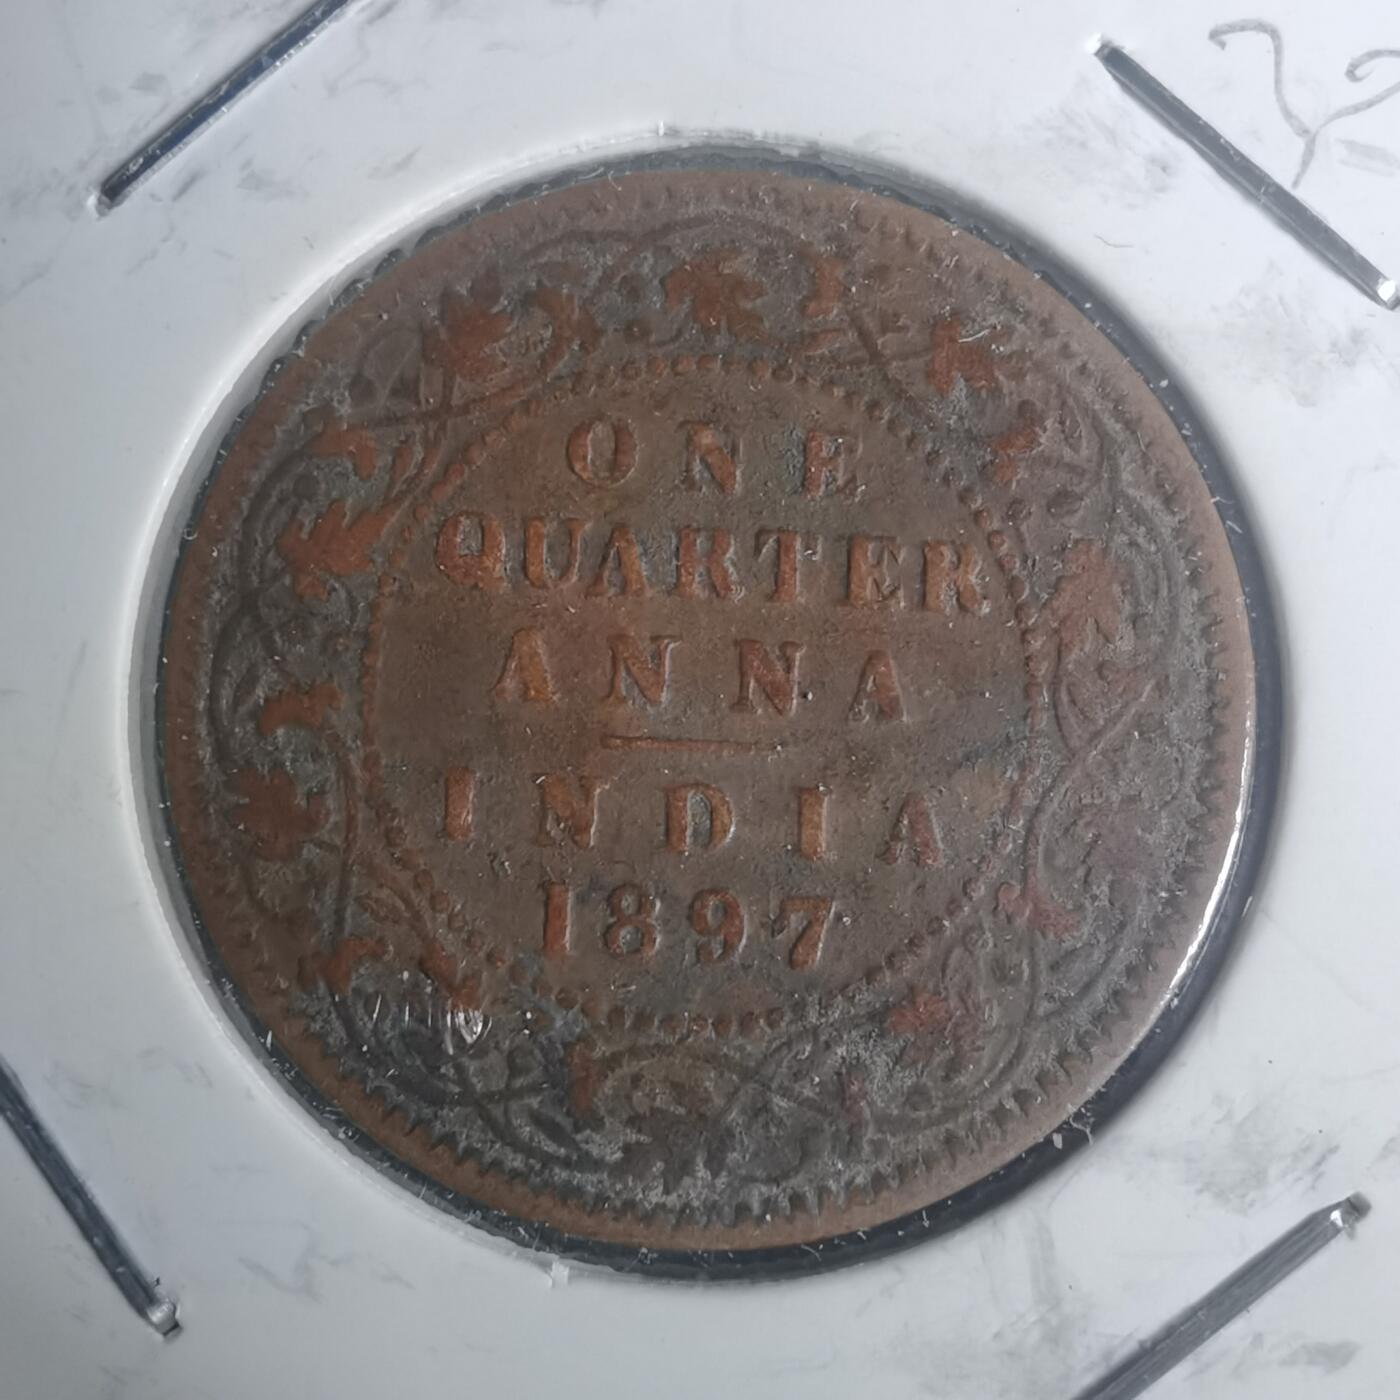 ONE
QUARTER
ANNA
INDIA
1897